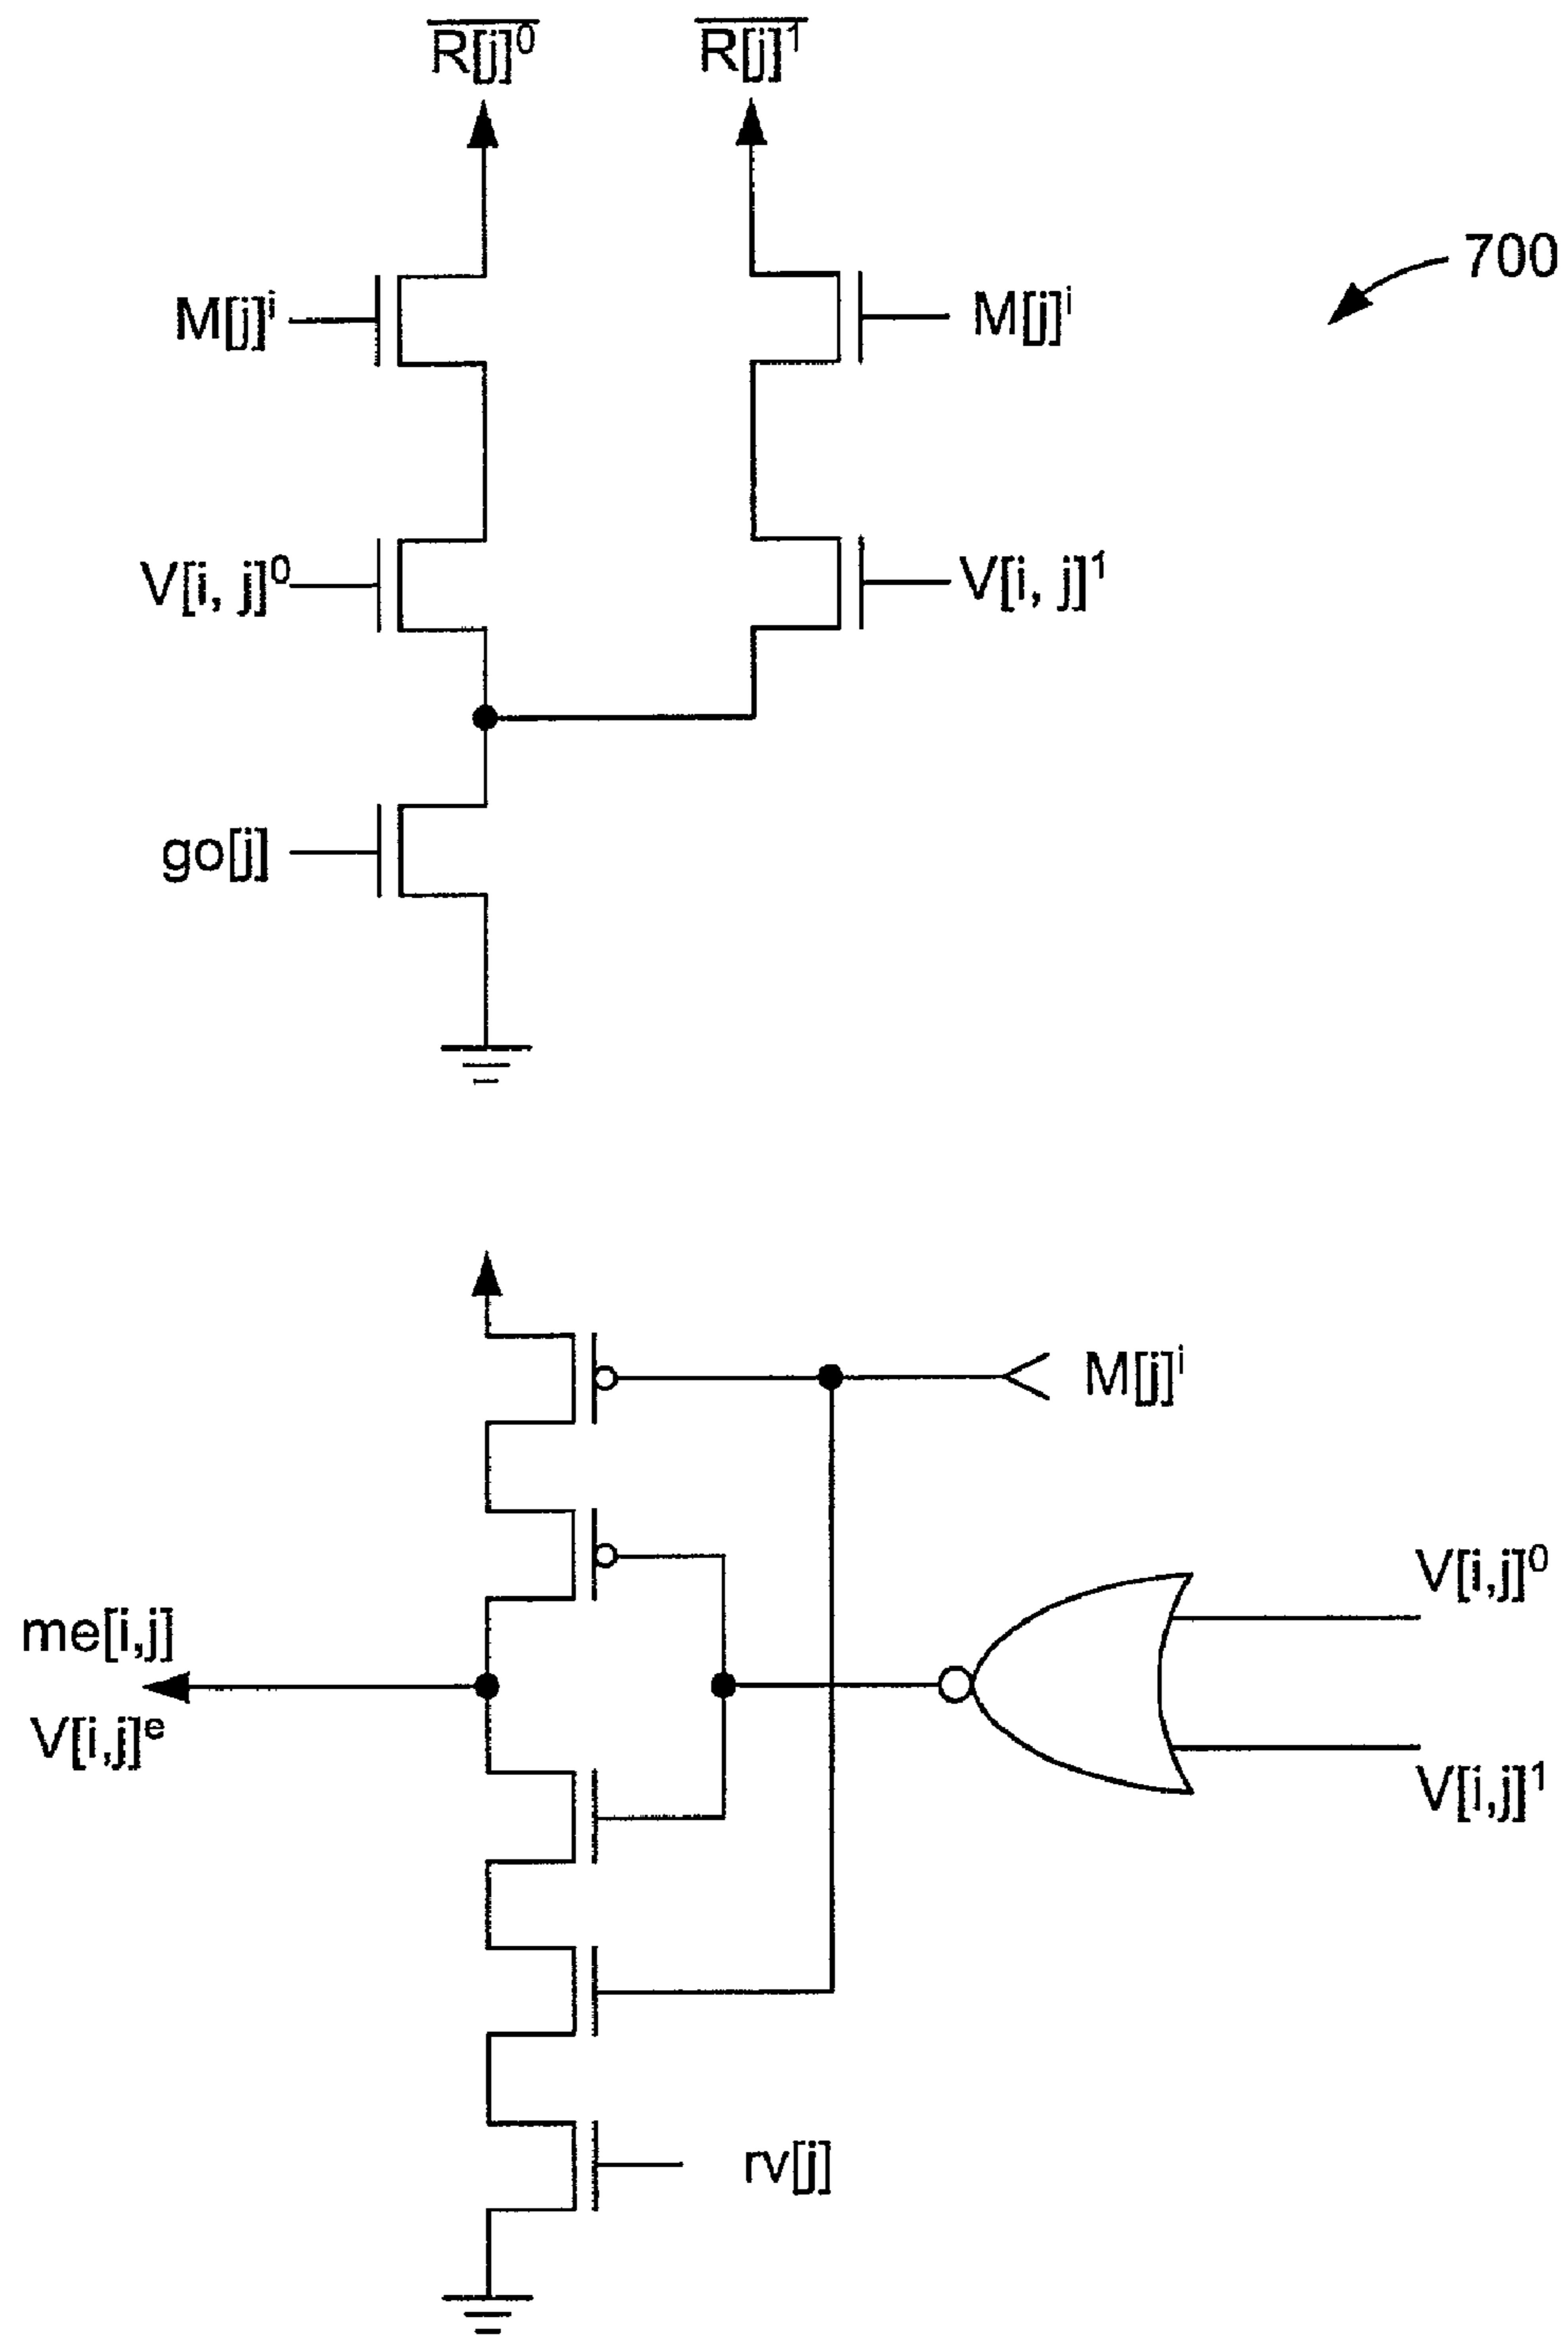 R[j]⁰ R[j]¹
700
M[j]ⁱ M[j]ⁱ
V[i, j]⁰ V[i, j]¹
go[j]
M[j]ⁱ
V[i,j]⁰
me[i,j]
V[i,j]ᵉ
V[i,j]¹
rv[j]